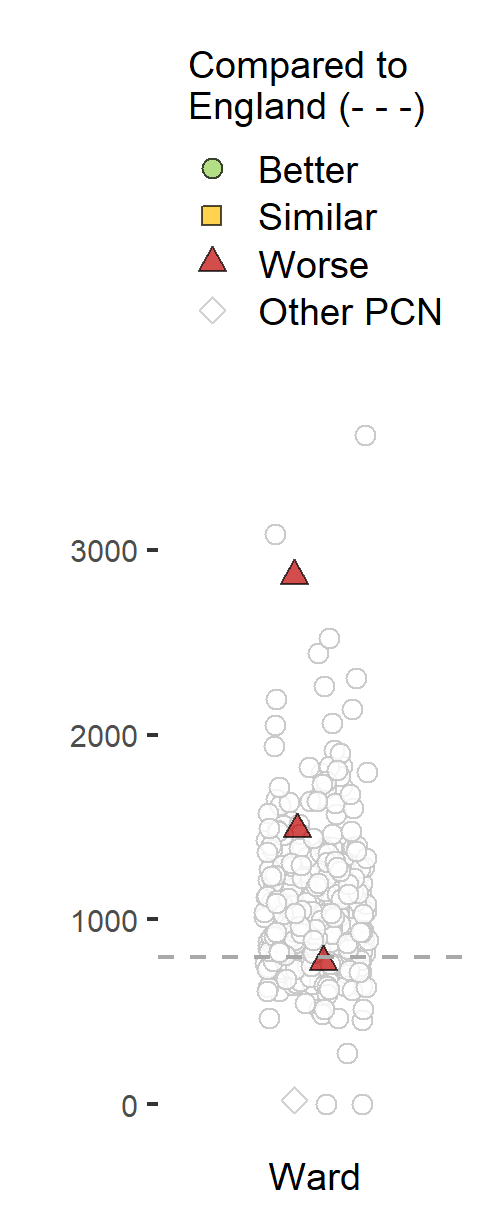 Compared to
England (- - -)
Better
Similar
Worse
Other PCN
3000
2000
1000
0
Ward